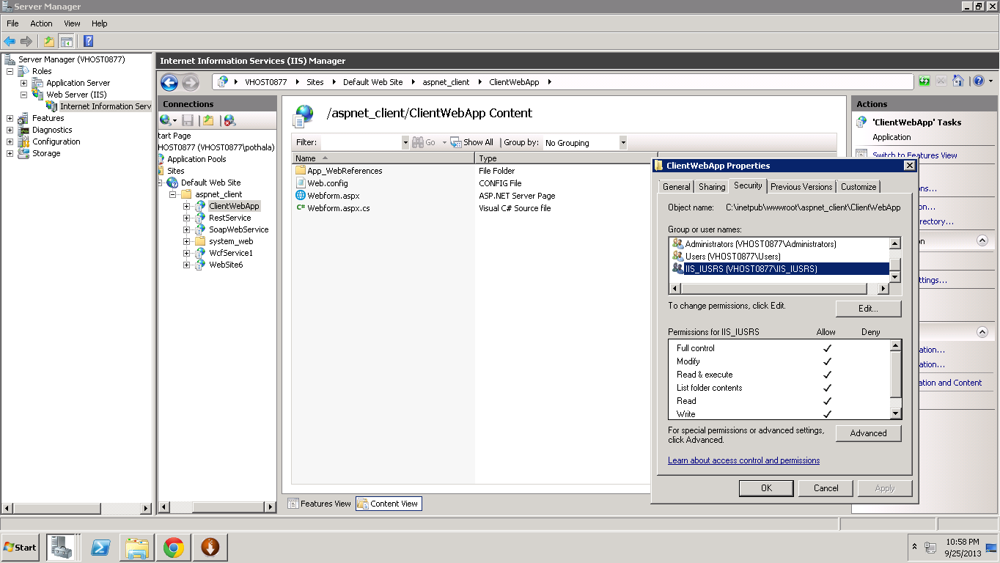 Server Manager
File Action View Help
Server Manager (VHOST0877)
Roles
Application Server
Web Server (IIS)
Internet Information Serv
Features
Diagnostics
Configuration
Storage
Internet Information Services (IIS) Manager
VHOST0877 Sites Default Web Site aspnet_client ClientWebApp
Connections
tart Page
HOST0877 (VHOST0877\pothala)
Application Pools
Sites
Default Web Site
aspnet_client
ClientWebApp
RestService
SoapWebService
system_web
WcfService1
WebSite6
/aspnet_client/ClientWebApp Content
Filter: Go Show All Group by: No Grouping
Name Type
App_WebReferences File Folder
Web.config CONFIG File
Webform.aspx ASP.NET Server Page
Webform.aspx.cs Visual C# Source file
Features View Content View
Actions
'ClientWebApp' Tasks
Application
Switch to Features View
ons...
on...
rectory...
on
ttings...
ation...
ation...
ation and Content
ClientWebApp Properties
General Sharing Security Previous Versions Customize
Object name: C:\inetpub\wwwroot\aspnet_client\ClientWebApp
Group or user names:
Administrators (VHOST0877\Administrators)
Users (VHOST0877\Users)
IIS_IUSRS (VHOST0877\IIS_IUSRS)
To change permissions, click Edit.
Edit...
Permissions for IIS_IUSRS Allow Deny
Full control
Modify
Read & execute
List folder contents
Read
Write
For special permissions or advanced settings,
click Advanced.
Advanced
Learn about access control and permissions
OK Cancel Apply
Start
10:58 PM
9/25/2013